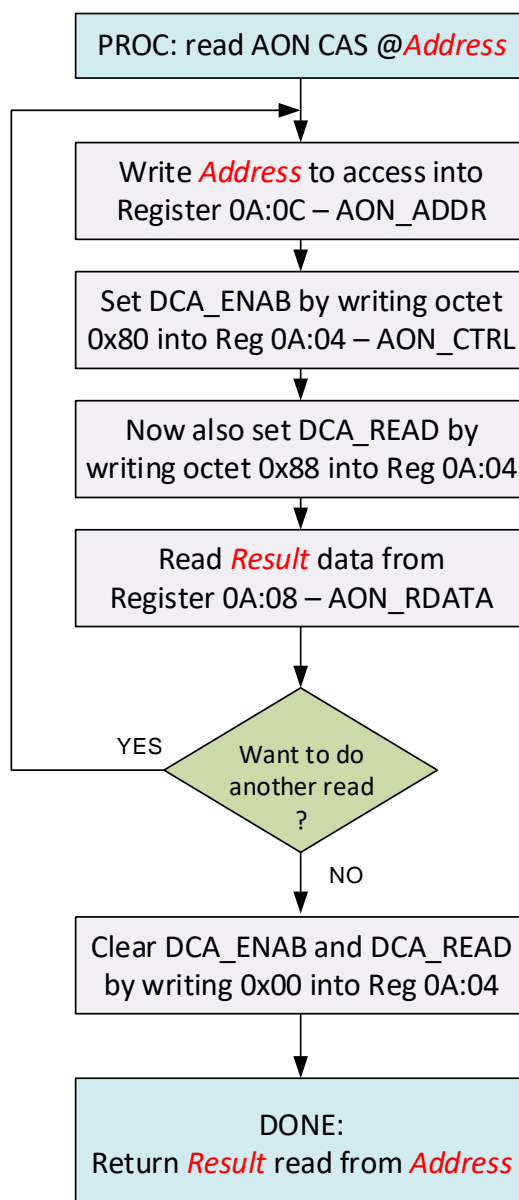 PROC: read AON CAS @Address
Write Address to access into
Register 0A:0C – AON_ADDR
Set DCA_ENAB by writing octet
0x80 into Reg 0A:04 – AON_CTRL
Now also set DCA_READ by
writing octet 0x88 into Reg 0A:04
Read Result data from
Register 0A:08 – AON_RDATA
YES
Want to do
another read
?
NO
Clear DCA_ENAB and DCA_READ
by writing 0x00 into Reg 0A:04
DONE:
Return Result read from Address